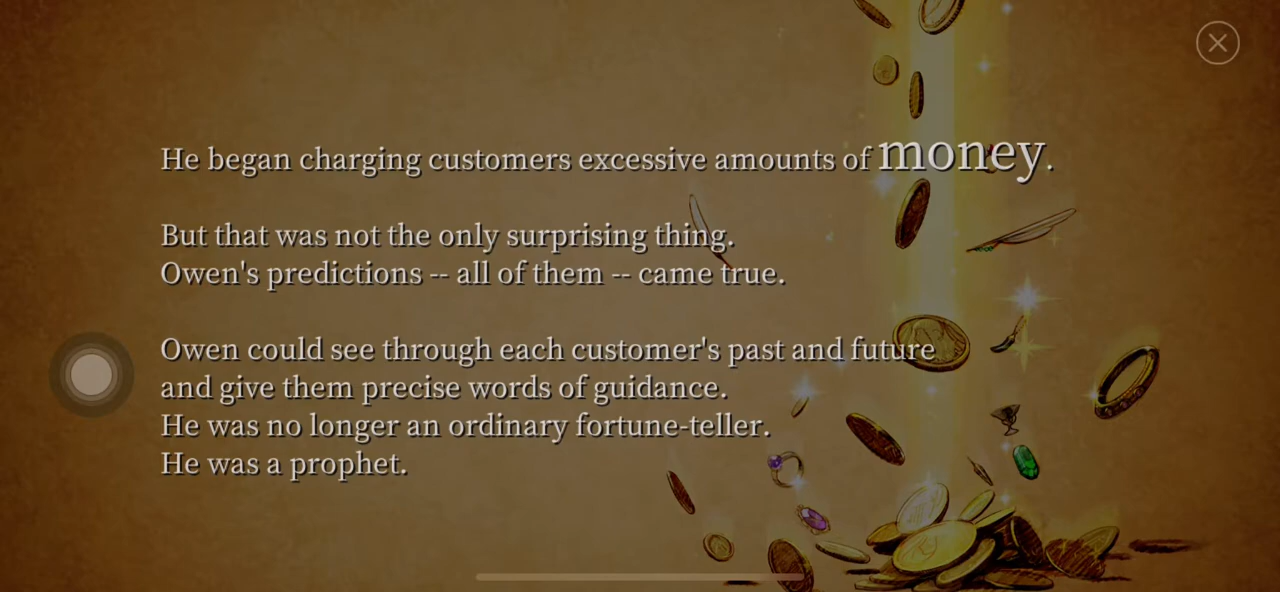 He began charging customers excessive amounts of money.
But that was not the only surprising thing.
Owen's predictions -- all of them -- came true.
Owen could see through each customer's past and future
and give them precise words of guidance.
He was no longer an ordinary fortune-teller.
He was a prophet.